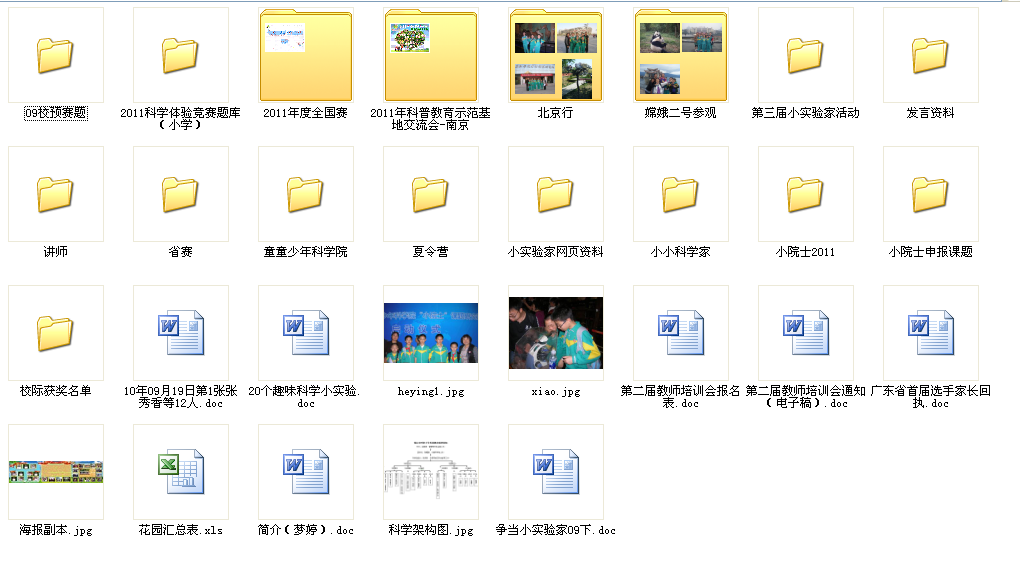 09校预赛题
2011科学体验竞赛题库
（小学）
2011年度全国赛
2011年科普教育示范基
地交流会-南京
北京行
嫦娥二号参观
第三届小实验家活动
发言资料
讲师
省赛
童童少年科学院
夏令营
小实验家网页资料
小小科学家
小院士2011
小院士申报课题
校际获奖名单
10年09月19日第1张张
秀香等12人.doc
20个趣味科学小实验.
doc
heying1.jpg
xiao.jpg
第二届教师培训会报名
表.doc
第二届教师培训会通知
（电子稿）.doc
广东省首届选手家长回
执.doc
海报副本.jpg
花园汇总表.xls
简介（梦婷）.doc
科学架构图.jpg
争当小实验家09下.doc